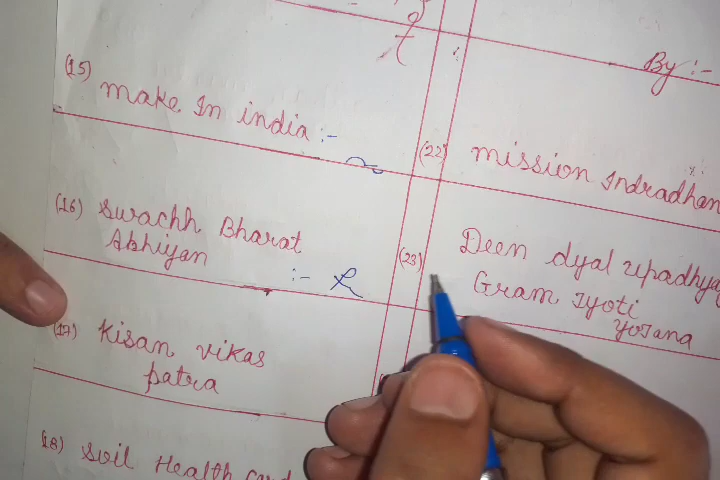 (15) make In india :-
(16) Swachh Bharat
Abhiyan :-
(17) Kisan vikas
patra
(18) Soil Health
By :-
(22) mission Indradhan
(23) Deen dyal upadhya
Gram Jyoti
Yojana